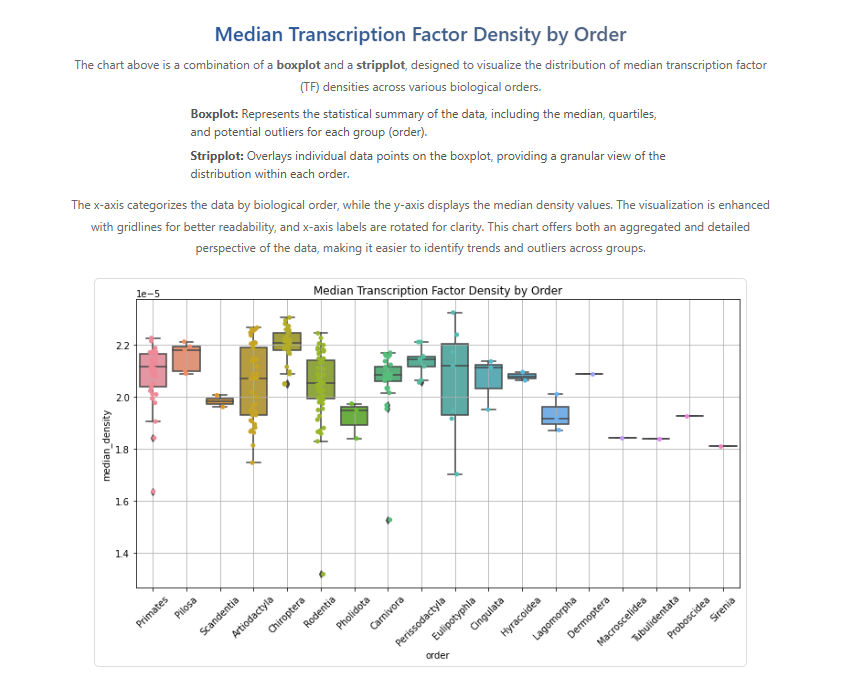 Median Transcription Factor Density by Order
The chart above is a combination of a boxplot and a stripplot, designed to visualize the distribution of median transcription factor
(TF) densities across various biological orders.
Boxplot: Represents the statistical summary of the data, including the median, quartiles,
and potential outliers for each group (order).
Stripplot: Overlays individual data points on the boxplot, providing a granular view of the
distribution within each order.
The x-axis categorizes the data by biological order, while the y-axis displays the median density values. The visualization is enhanced
with gridlines for better readability, and x-axis labels are rotated for clarity. This chart offers both an aggregated and detailed
perspective of the data, making it easier to identify trends and outliers across groups.
Median Transcription Factor Density by Order
1e−5
2.2
2.0
1.8
1.6
1.4
median_density
Primates
Pilosa
Scandentia
Artiodactyla
Chiroptera
Rodentia
Pholidota
Carnivora
Perissodactyla
Eulipotyphla
Cingulata
Hyracoidea
Lagomorpha
Dermoptera
Macroscelidea
Tubulidentata
Proboscidea
Sirenia
order